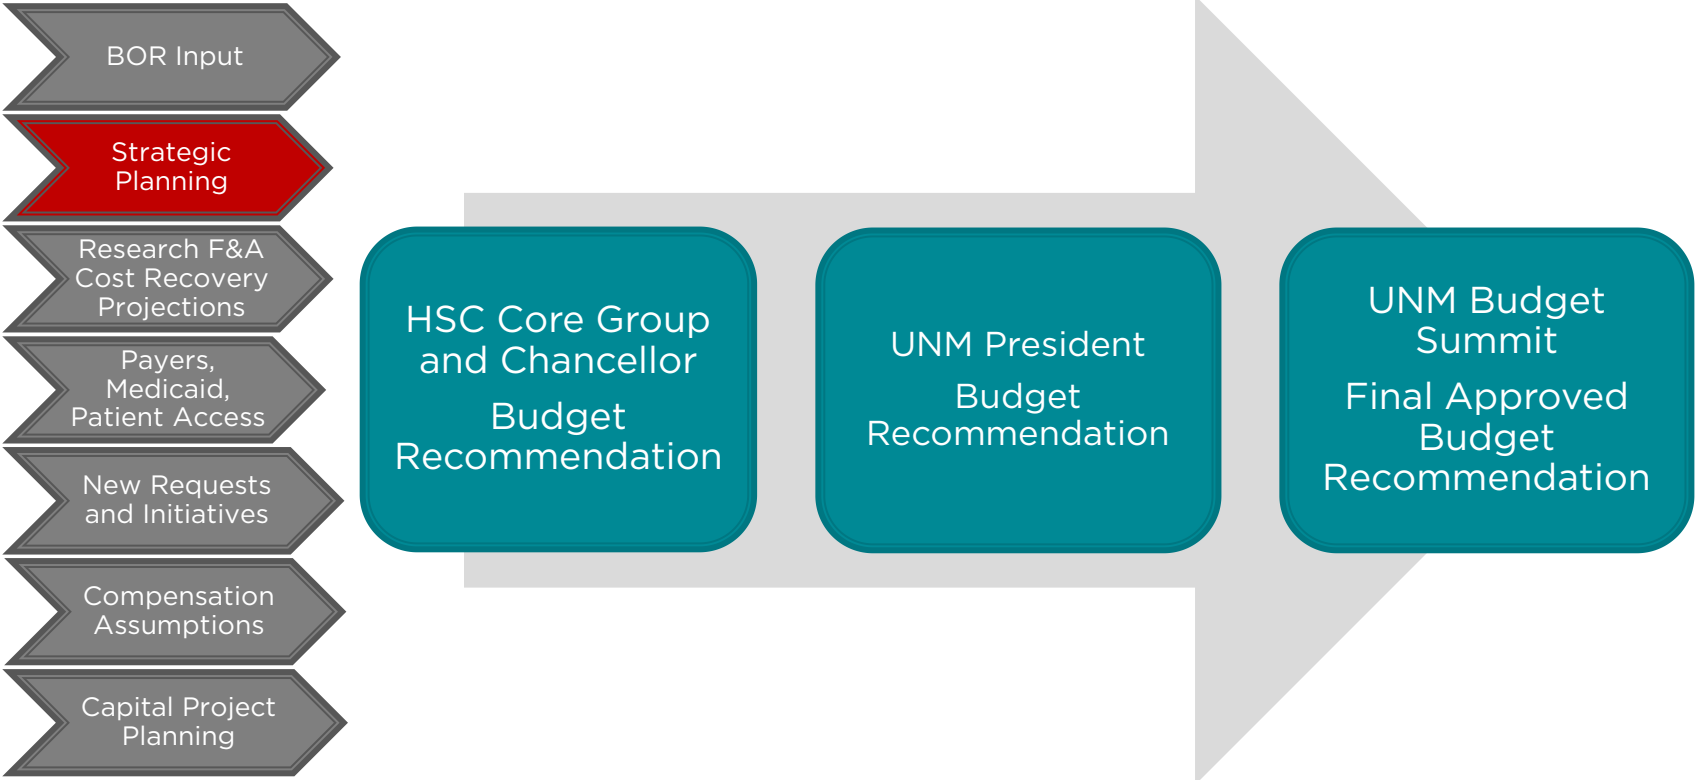 BOR Input
Strategic
Planning
Research F&A
Cost Recovery
Projections
Payers,
Medicaid,
Patient Access
New Requests
and Initiatives
Compensation
Assumptions
Capital Project
Planning
HSC Core Group
and Chancellor
Budget
Recommendation
UNM President
Budget
Recommendation
UNM Budget
Summit
Final Approved
Budget
Recommendation